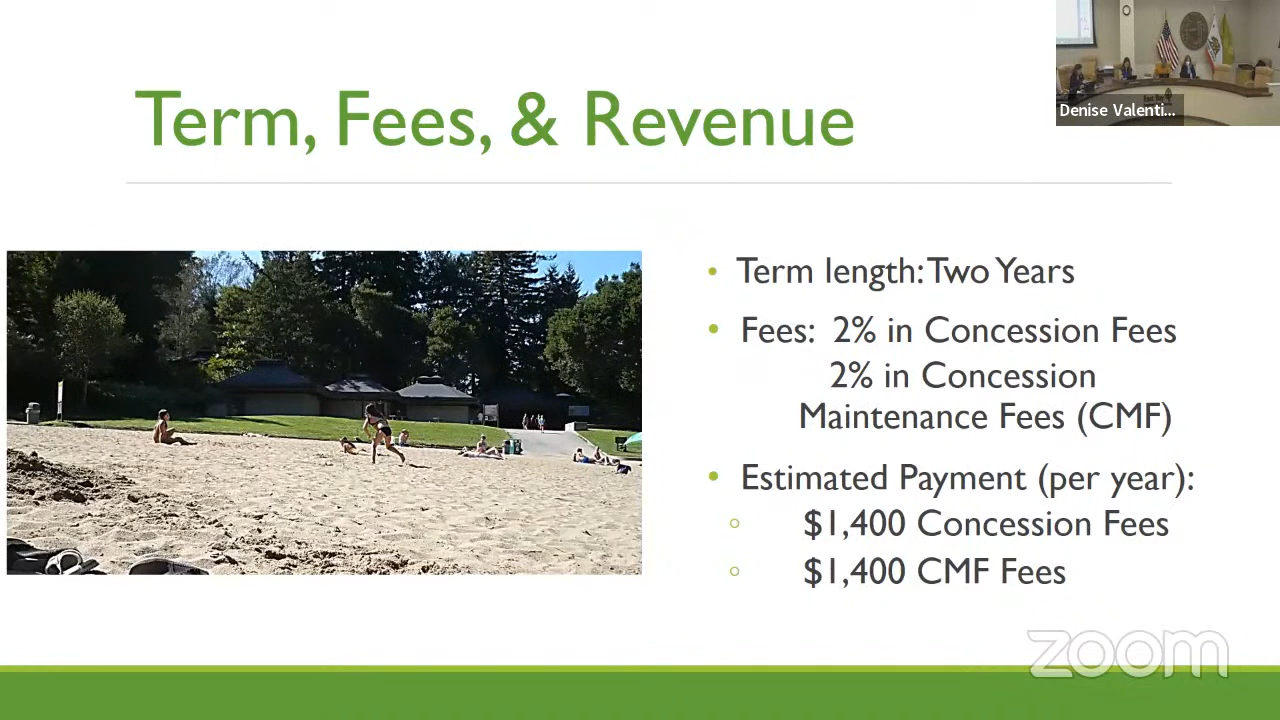 Term, Fees, & Revenue
Denise Valenti...
• Term length: Two Years
• Fees: 2% in Concession Fees
2% in Concession
Maintenance Fees (CMF)
• Estimated Payment (per year):
○ $1,400 Concession Fees
○ $1,400 CMF Fees
zoom